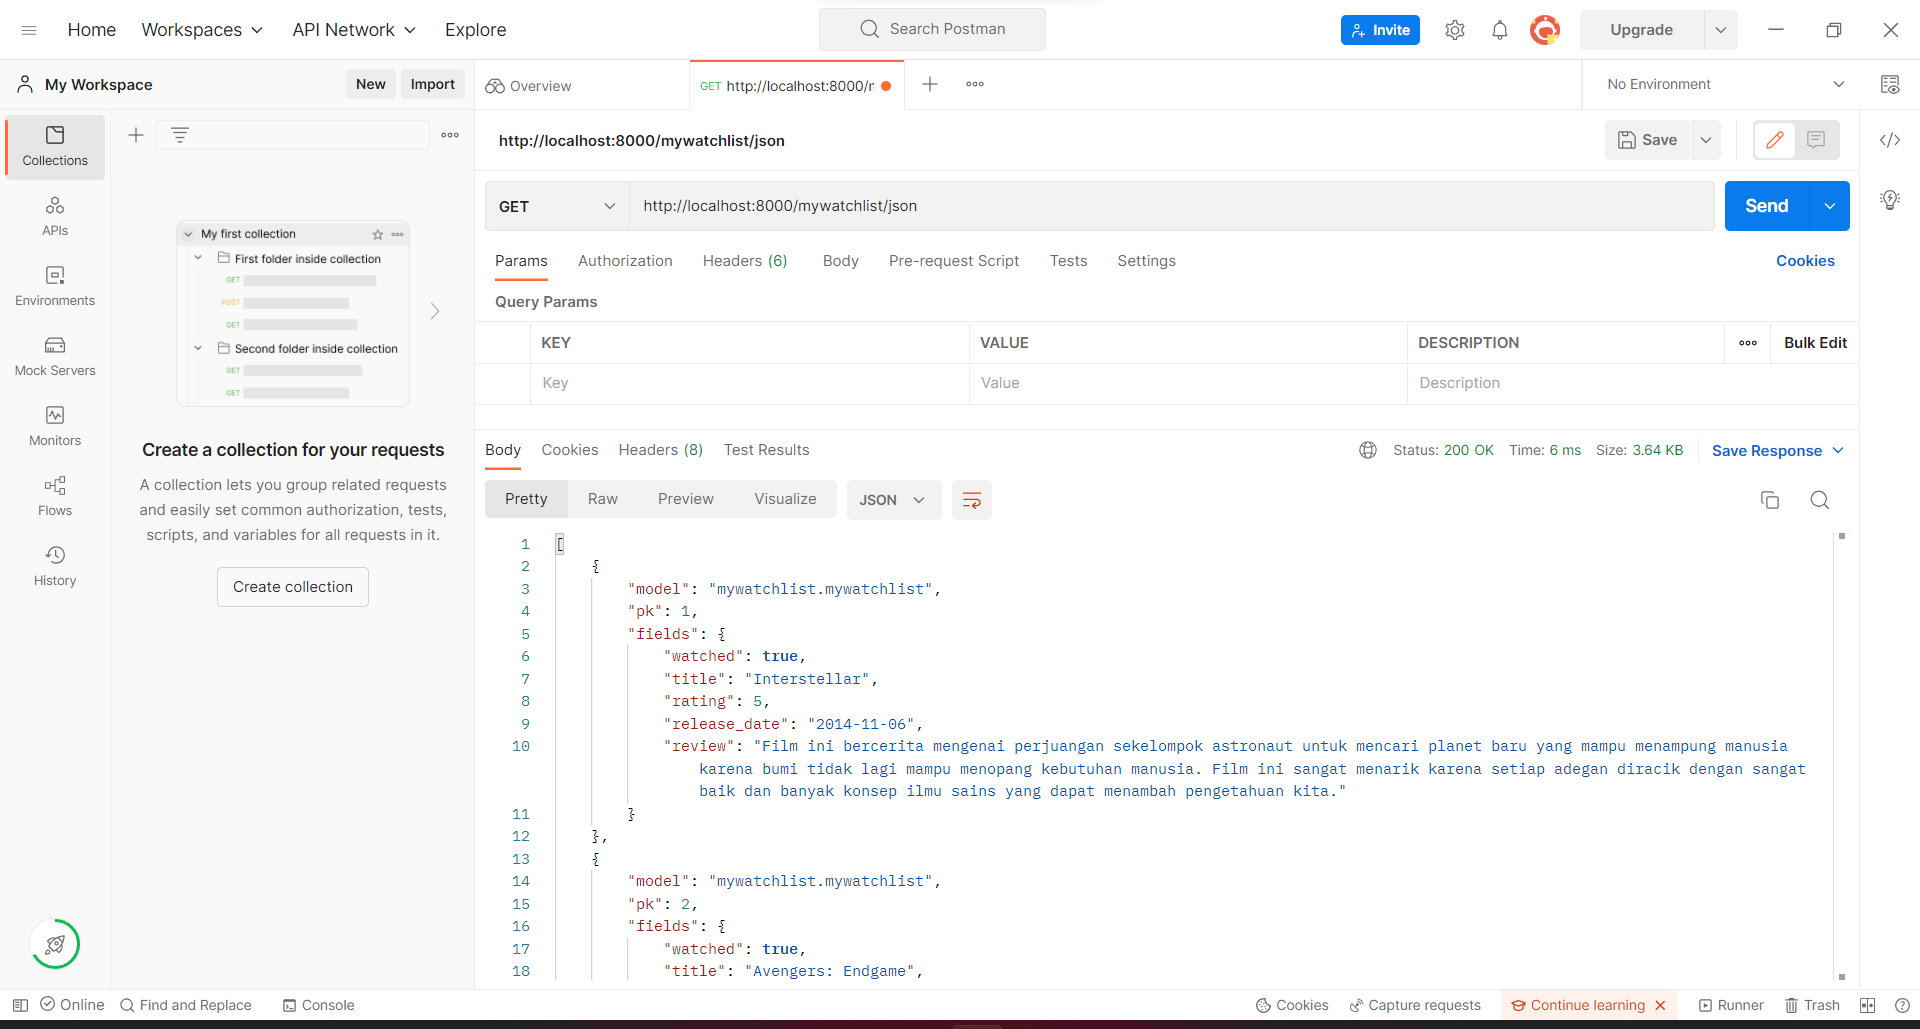 Home Workspaces API Network Explore Search Postman Invite Upgrade
My Workspace New Import Overview GET http://localhost:8000/r No Environment
Collections
APIs
Environments
Mock Servers
Monitors
Flows
History
My first collection
First folder inside collection
GET
POST
GET
Second folder inside collection
GET
GET
Create a collection for your requests
A collection lets you group related requests
and easily set common authorization, tests,
scripts, and variables for all requests in it.
Create collection
http://localhost:8000/mywatchlist/json Save
GET http://localhost:8000/mywatchlist/json Send
Params Authorization Headers (6) Body Pre-request Script Tests Settings Cookies
Query Params
KEY VALUE DESCRIPTION Bulk Edit
Key Value Description
Body Cookies Headers (8) Test Results Status: 200 OK Time: 6 ms Size: 3.64 KB Save Response
Pretty Raw Preview Visualize JSON
1 [
2 {
3 "model": "mywatchlist.mywatchlist",
4 "pk": 1,
5 "fields": {
6 "watched": true,
7 "title": "Interstellar",
8 "rating": 5,
9 "release_date": "2014-11-06",
10 "review": "Film ini bercerita mengenai perjuangan sekelompok astronaut untuk mencari planet baru yang mampu menampung manusia
karena bumi tidak lagi mampu menopang kebutuhan manusia. Film ini sangat menarik karena setiap adegan diracik dengan sangat
baik dan banyak konsep ilmu sains yang dapat menambah pengetahuan kita."
11 }
12 },
13 {
14 "model": "mywatchlist.mywatchlist",
15 "pk": 2,
16 "fields": {
17 "watched": true,
18 "title": "Avengers: Endgame",
Online Find and Replace Console Cookies Capture requests Continue learning Runner Trash